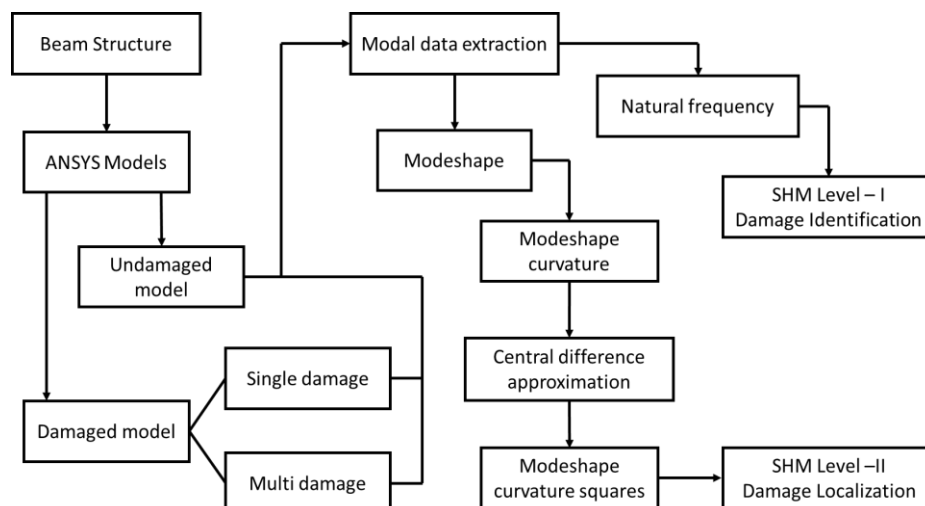 Beam Structure
ANSYS Models
Undamaged
model
Single damage
Damaged model
Multi damage
Modal data extraction
Natural frequency
Modeshape
SHM Level – I
Damage Identification
Modeshape
curvature
Central difference
approximation
Modeshape
curvature squares
SHM Level –II
Damage Localization